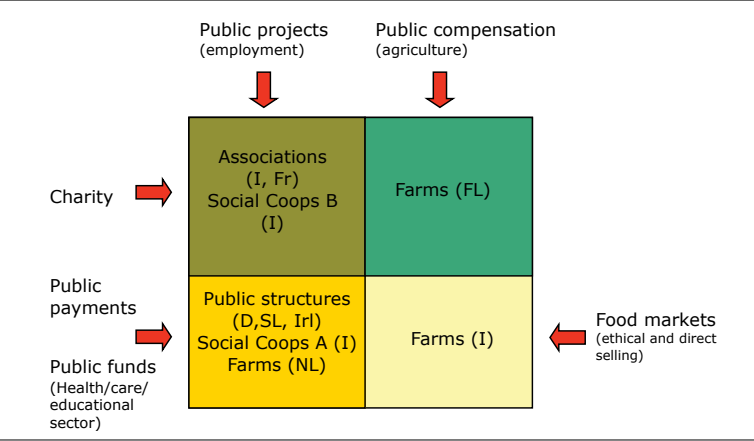 Public projects
(employment)
Public compensation
(agriculture)
Charity
Associations
(I, Fr)
Social Coops B
(I)
Farms (FL)
Public
payments
Public funds
(Health/care/
educational
sector)
Public structures
(D,SL, Irl)
Social Coops A (I)
Farms (NL)
Farms (I)
Food markets
(ethical and direct
selling)